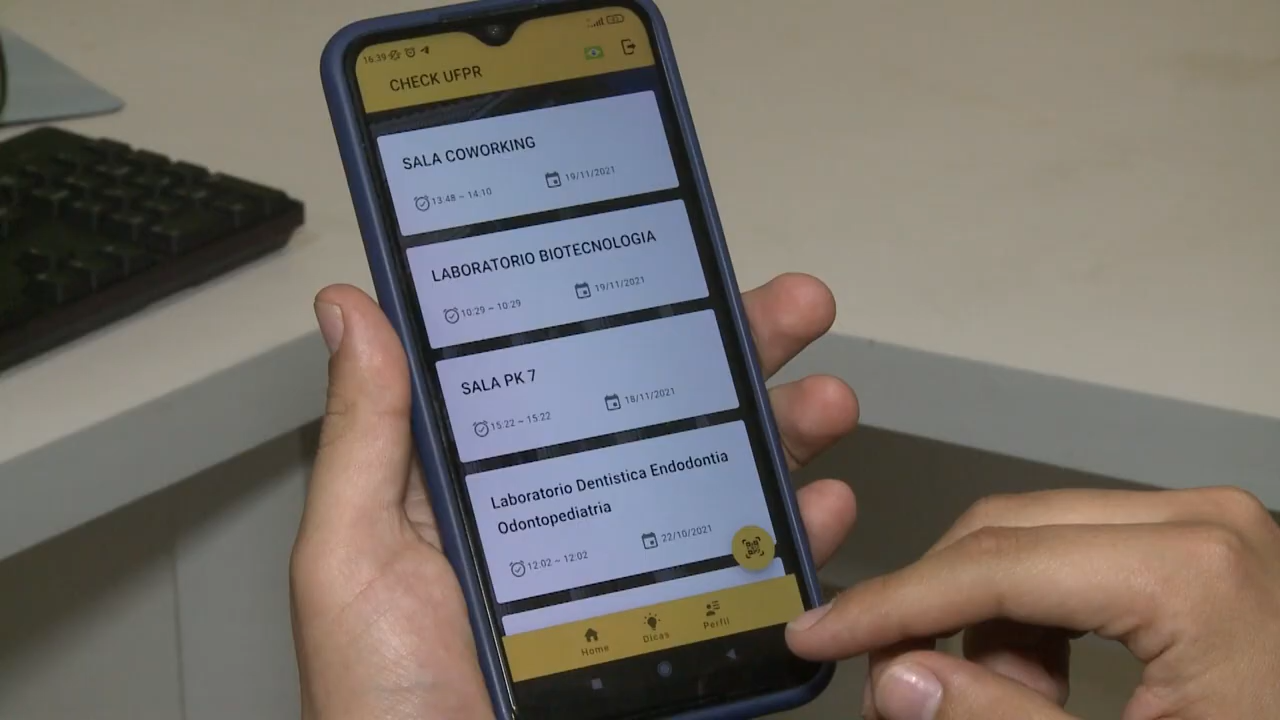 16:39
CHECK UFPR
SALA COWORKING
13:48 - 14:10
19/11/2021
LABORATORIO BIOTECNOLOGIA
10:29 - 10:29
19/11/2021
SALA PK 7
15:22 - 15:22
18/11/2021
Laboratorio Dentistica Endodontia
Odontopediatria
12:02 - 12:02
22/10/2021
Home
Dicas
Perfil